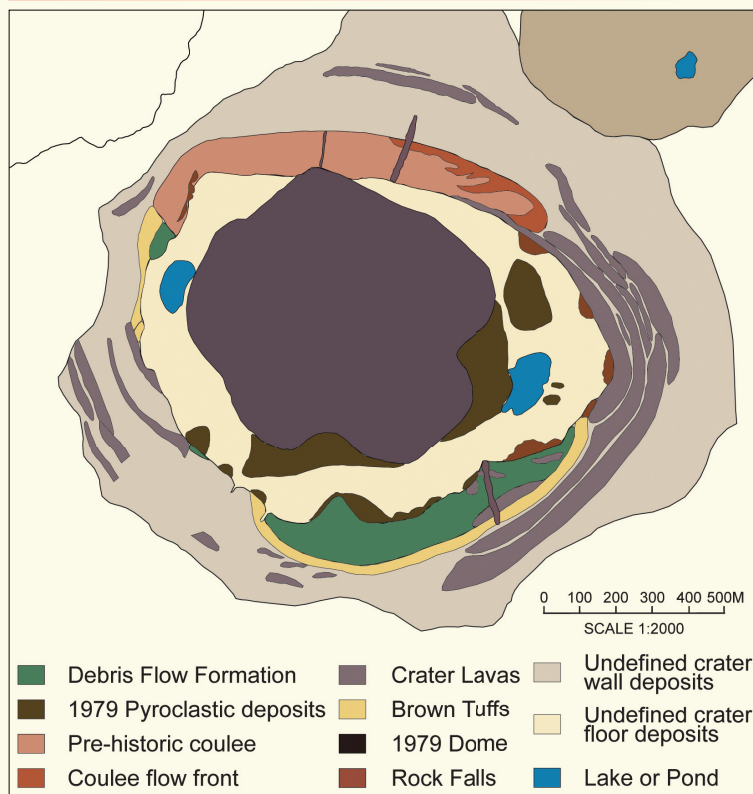 0 100 200 300 400 500M
SCALE 1:2000
Debris Flow Formation
1979 Pyroclastic deposits
Pre-historic coulee
Coulee flow front
Crater Lavas
Brown Tuffs
1979 Dome
Rock Falls
Undefined crater
wall deposits
Undefined crater
floor deposits
Lake or Pond